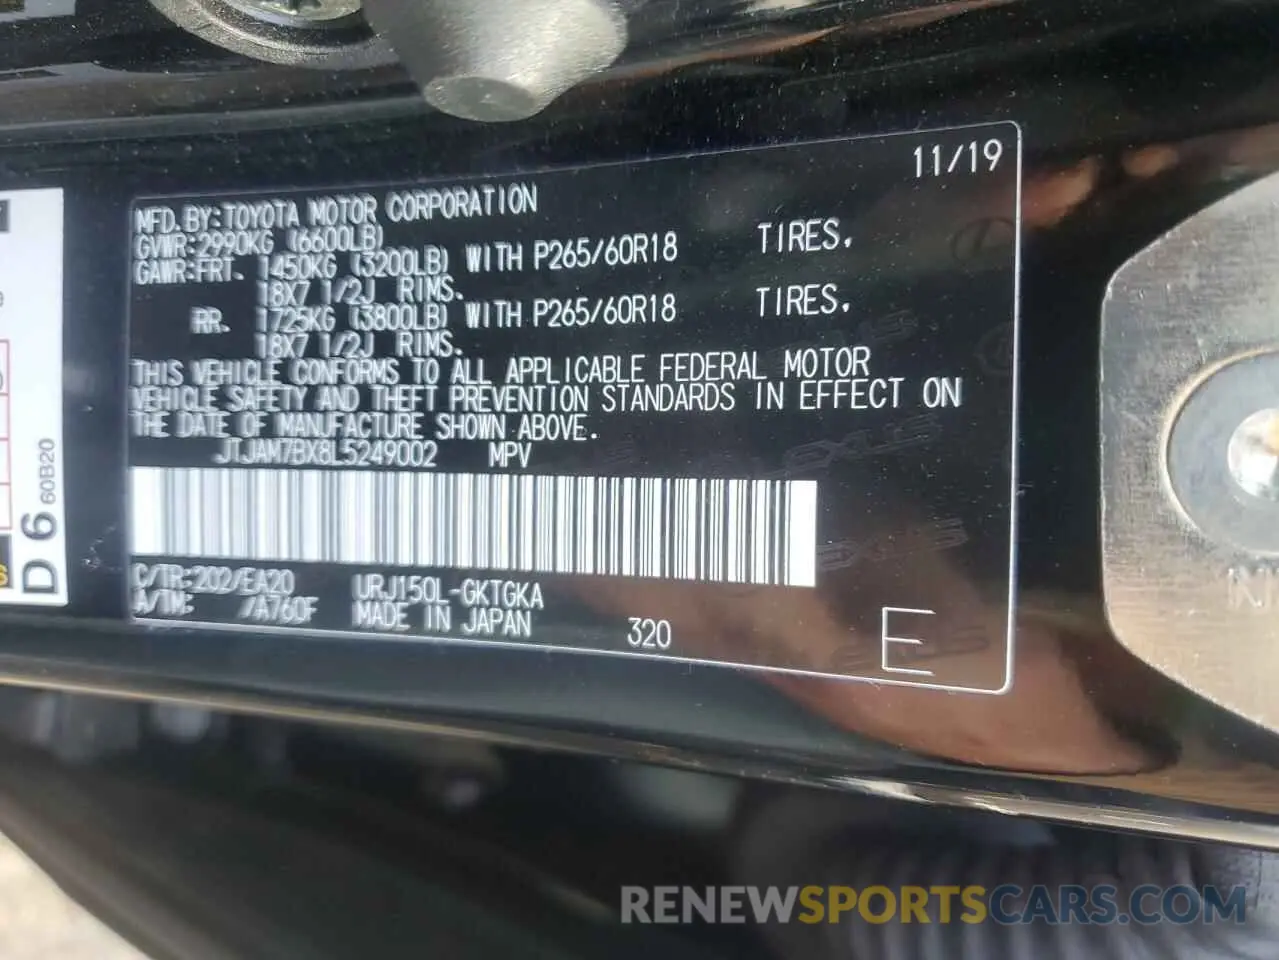 11/19
MFD.BY:TOYOTA MOTOR CORPORATION
GVWR:2990KG (6600LB)
GAWR:FRT. 1450KG (3200LB) WITH P265/60R18 TIRES,
18X7 1/2J RIMS.
RR. 1725KG (3800LB) WITH P265/60R18 TIRES,
18X7 1/2J RIMS.
THIS VEHICLE CONFORMS TO ALL APPLICABLE FEDERAL MOTOR
VEHICLE SAFETY AND THEFT PREVENTION STANDARDS IN EFFECT ON
THE DATE OF MANUFACTURE SHOWN ABOVE.
JTJAM7BX8L5249002 MPV
C/TR:202/EA20 URJ150L-GKTGKA
A/TM: /A760F MADE IN JAPAN 320
E
D 6 60B20
LEXUS
RENEWSPORTSCARS.COM